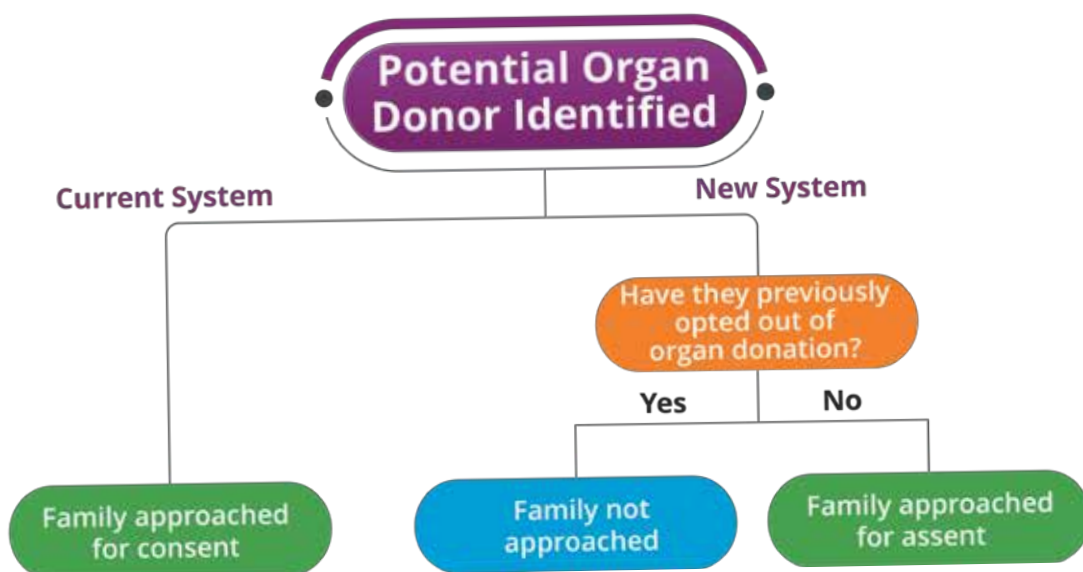 Potential Organ
Donor Identified
Current System
New System
Have they previously
opted out of
organ donation?
Yes
No
Family approached
for consent
Family not
approached
Family approached
for assent